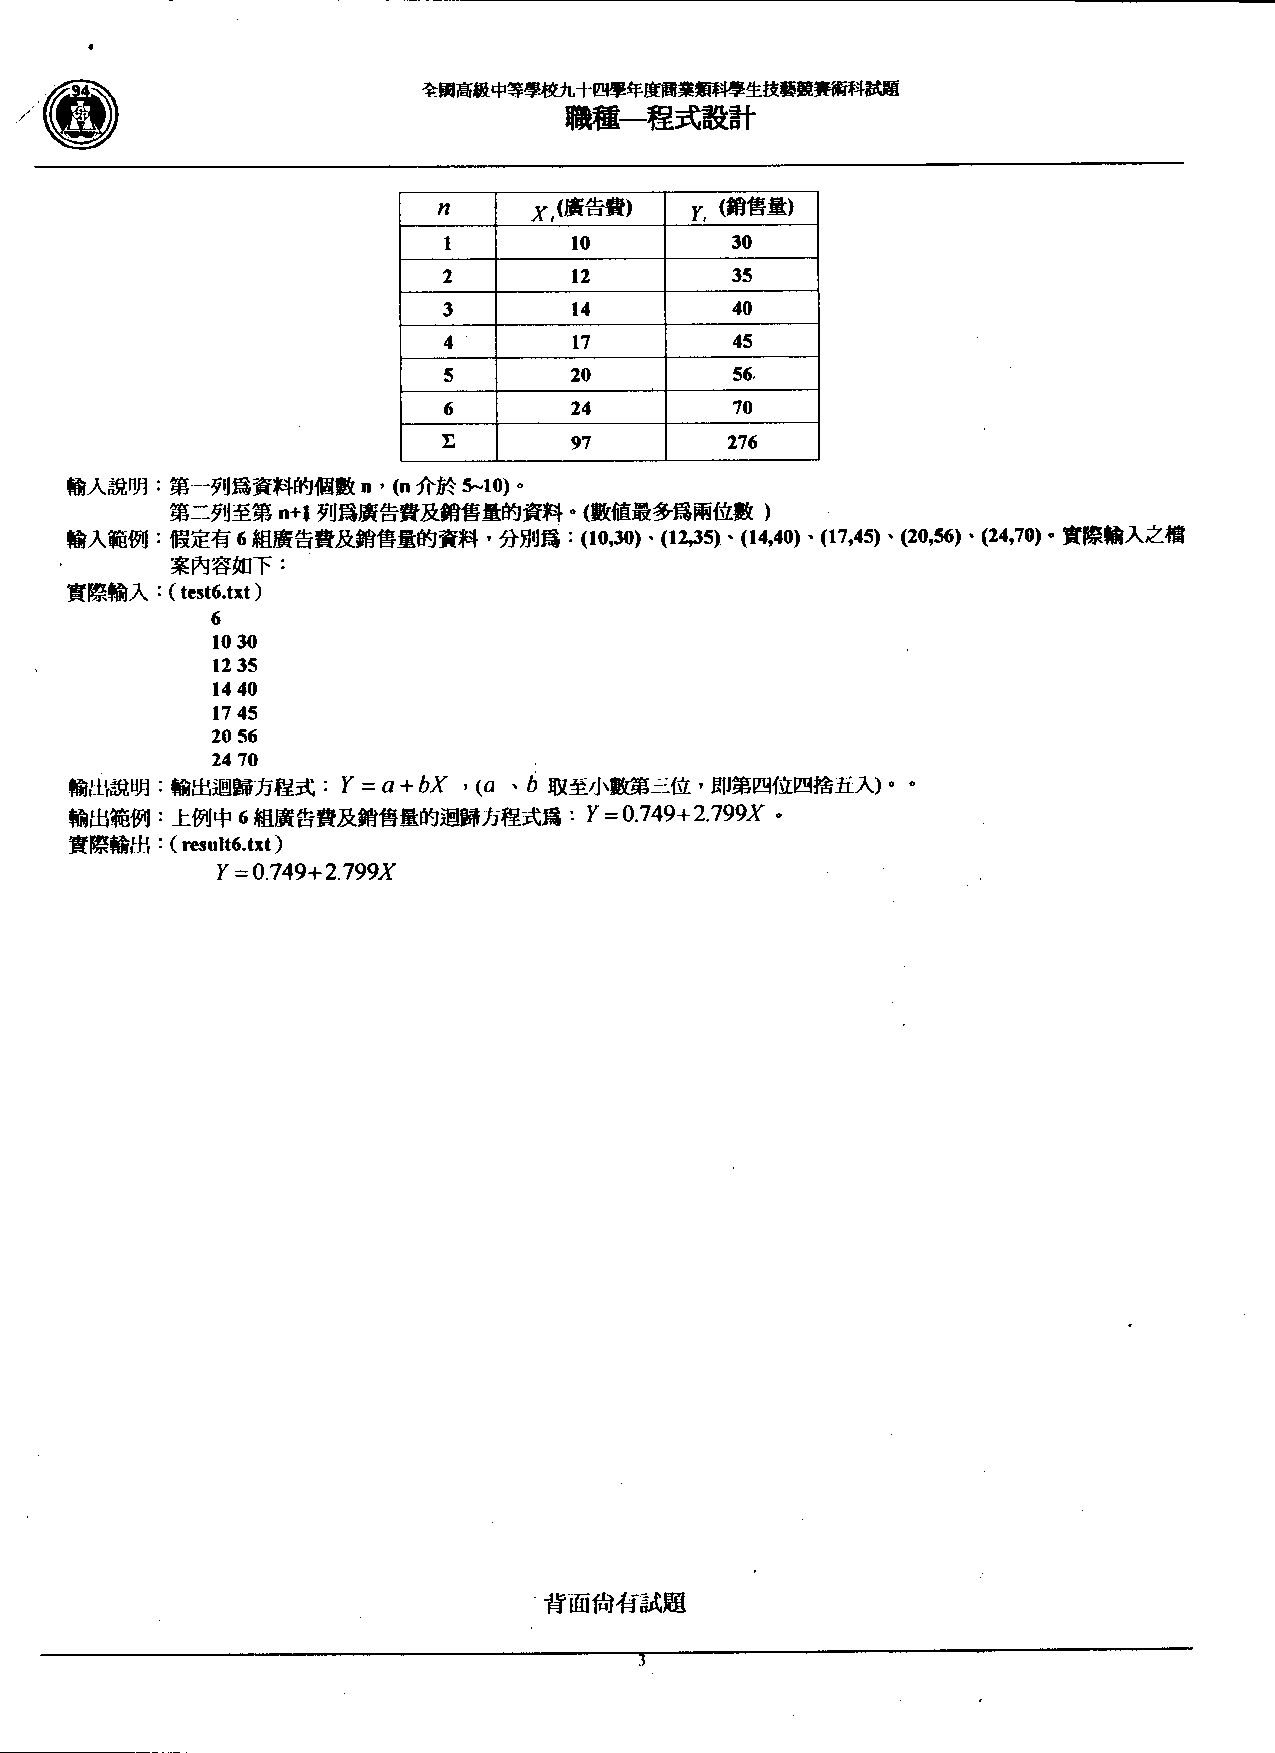 94
全國高級中等學校九十四學年度商業類科學生技藝競賽術科試題
職種—程式設計
n Xi(廣告費) Yi (銷售量)
1 10 30
2 12 35
3 14 40
4 17 45
5 20 56
6 24 70
Σ 97 276
輸入說明：第一列爲資料的個數 n，(n 介於 5~10)。
第二列至第 n+1 列爲廣告費及銷售量的資料。(數值最多爲兩位數 )
輸入範例：假定有 6 組廣告費及銷售量的資料，分別爲：(10,30)、(12,35)、(14,40)、(17,45)、(20,56)、(24,70)。實際輸入之檔
案內容如下：
實際輸入：( test6.txt )
6
10 30
12 35
14 40
17 45
20 56
24 70
輸出說明：輸出迴歸方程式：Y = a + bX ，(a 、b 取至小數第三位，即第四位四捨五入)。。
輸出範例：上例中 6 組廣告費及銷售量的迴歸方程式爲：Y = 0.749+2.799X 。
實際輸出：( result6.txt )
Y = 0.749+2.799X
背面尚有試題
3